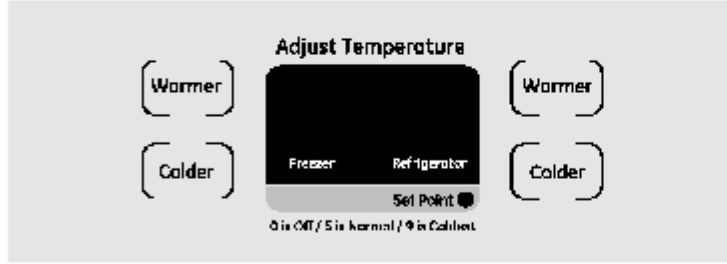 Adjust Temperature
Warmer
Warmer
Freezer Refrigerator
Colder
Colder
Set Point
0 is Off / 5 is Normal / 9 is Coldest